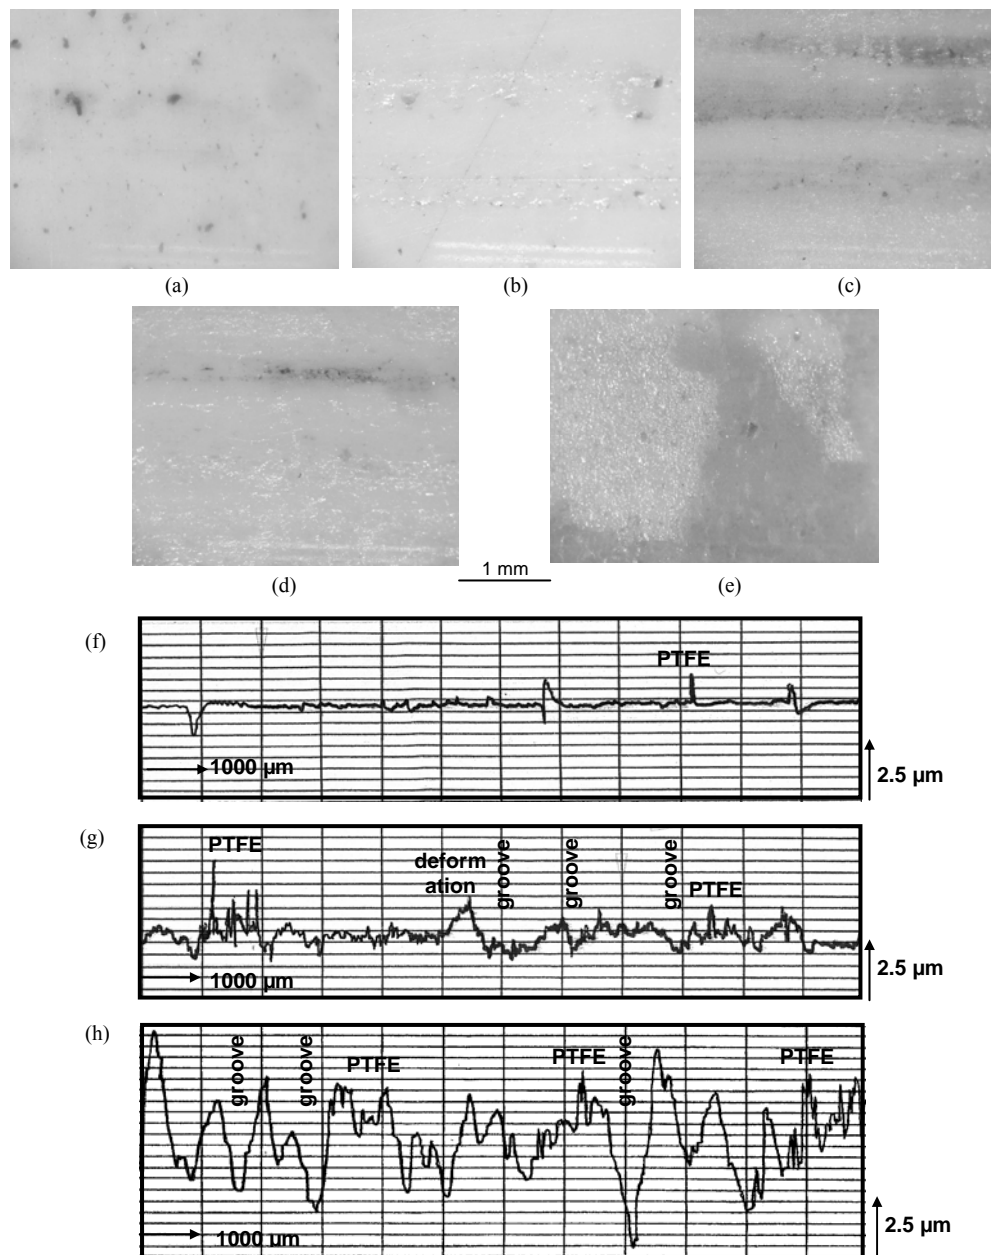 (a)
(b)
(c)
(d)
1 mm
(e)
(f)
PTFE
1000 µm
2.5 µm
(g)
PTFE
deform
ation
groove
groove
groove
PTFE
1000 µm
2.5 µm
(h)
groove
groove
PTFE
PTFE
groove
PTFE
1000 µm
2.5 µm